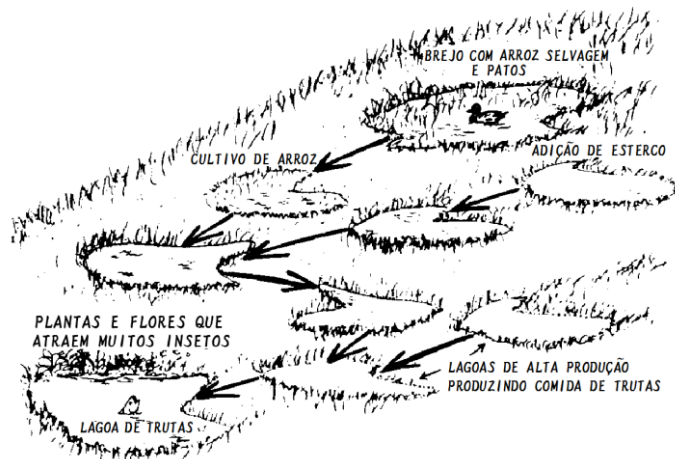 BREJO COM ARROZ SELVAGEM
E PATOS
CULTIVO DE ARROZ
ADIÇÃO DE ESTERCO
PLANTAS E FLORES QUE
ATRAEM MUITOS INSETOS
LAGOAS DE ALTA PRODUÇÃO
PRODUZINDO COMIDA DE TRUTAS
LAGOA DE TRUTAS